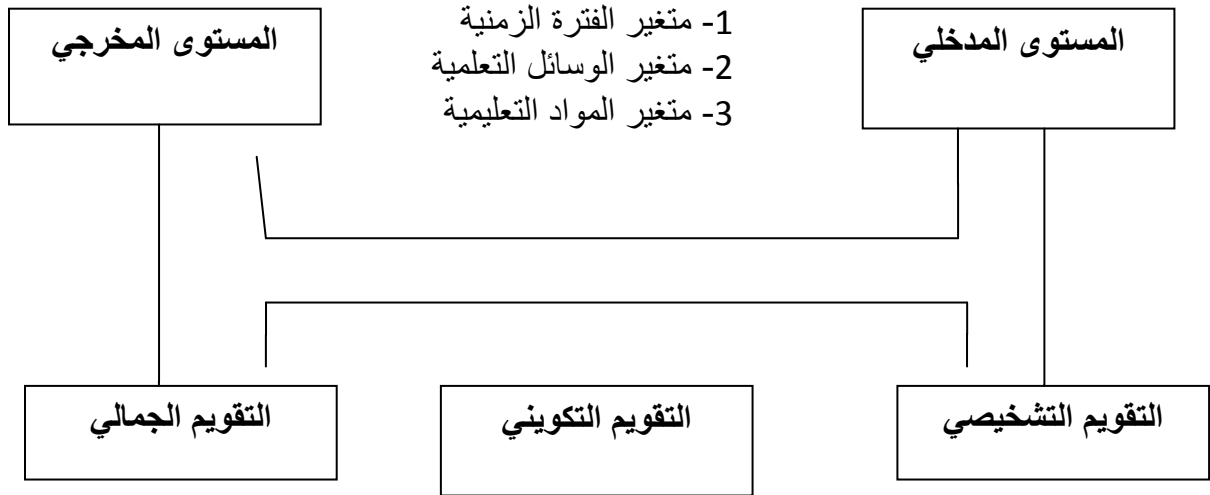 المستوى المدخلي
1- متغير الفترة الزمنية
2- متغير الوسائل التعلمية
3- متغير المواد التعليمية
المستوى المخرجي
التقويم التشخيصي
التقويم التكويني
التقويم الجمالي